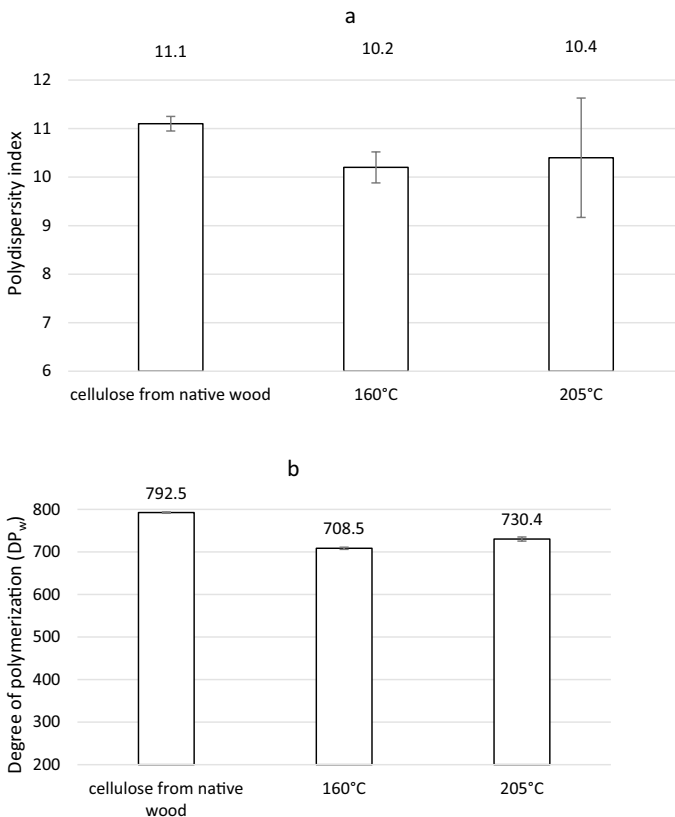 a
11.1 10.2 10.4
12
11
10
9
8
7
6
Polydispersity index
cellulose from native wood 160°C 205°C
b
792.5
708.5
730.4
800
700
600
500
400
300
200
Degree of polymerization (DPw)
cellulose from native
wood
160°C 205°C